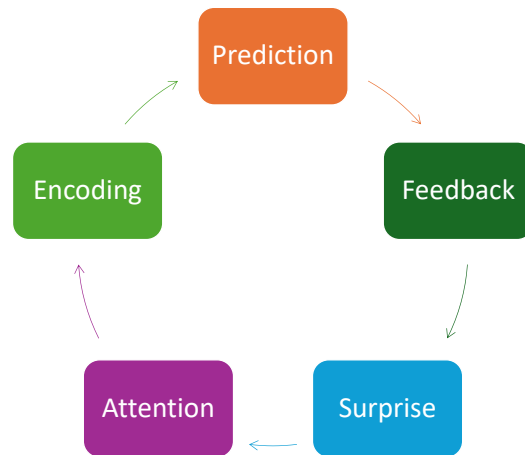 Prediction
Feedback
Surprise
Attention
Encoding